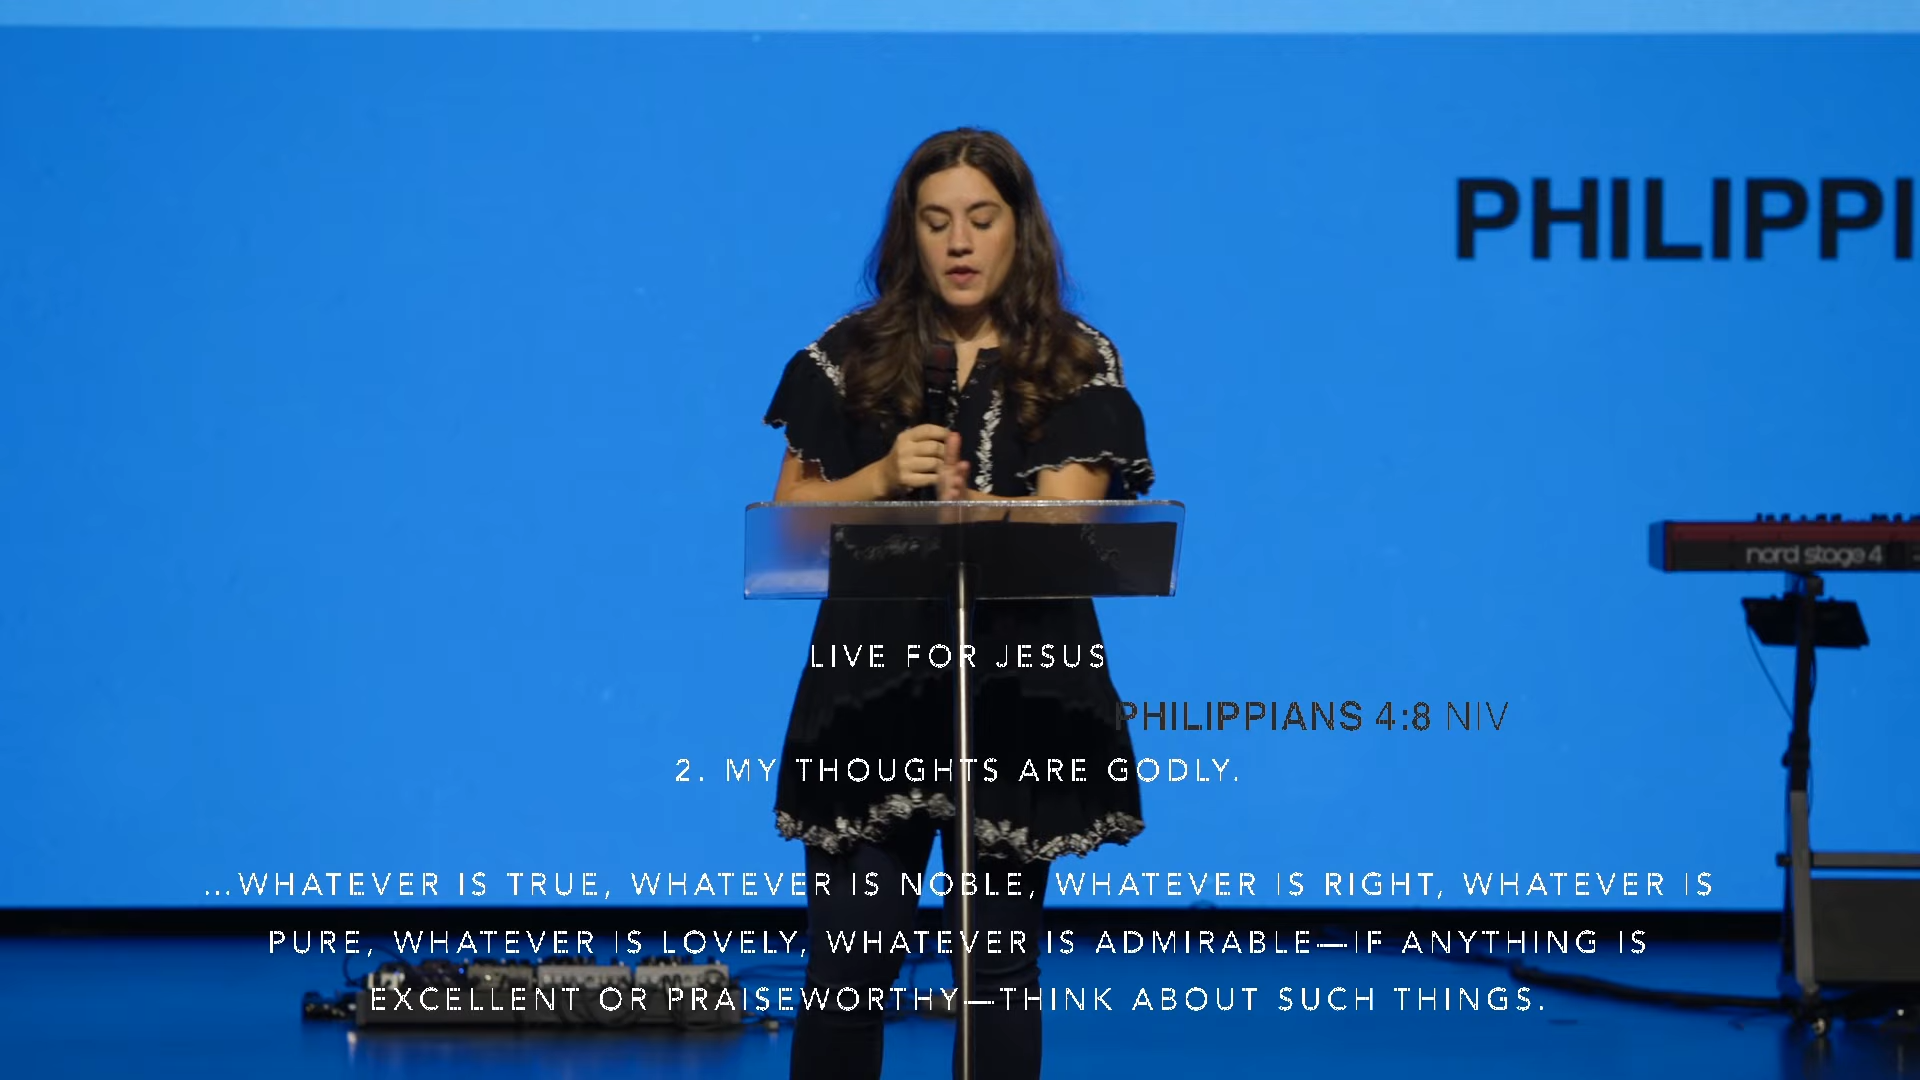 PHILIPPI
nord stage 4
LIVE FOR JESUS
PHILIPPIANS 4:8 NIV
2. MY THOUGHTS ARE GODLY.
...WHATEVER IS TRUE, WHATEVER IS NOBLE, WHATEVER IS RIGHT, WHATEVER IS
PURE, WHATEVER IS LOVELY, WHATEVER IS ADMIRABLE—IF ANYTHING IS
EXCELLENT OR PRAISEWORTHY—THINK ABOUT SUCH THINGS.